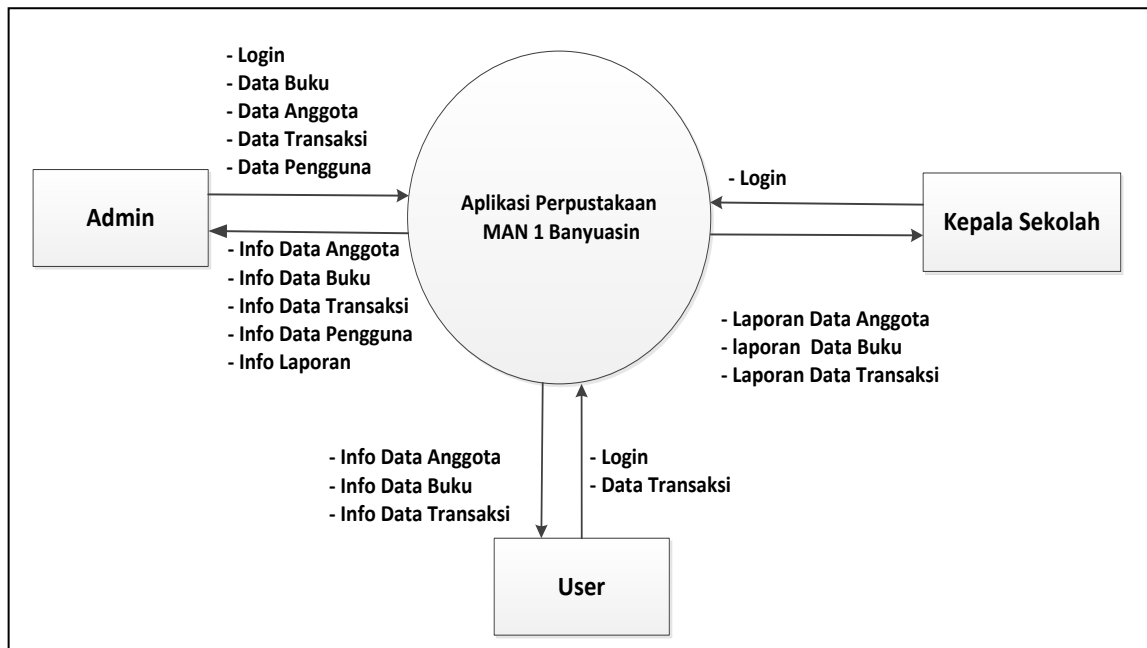 - Login
- Data Buku
- Data Anggota
- Data Transaksi
- Data Pengguna
Admin
- Info Data Anggota
- Info Data Buku
- Info Data Transaksi
- Info Data Pengguna
- Info Laporan
Aplikasi Perpustakaan
MAN 1 Banyuasin
- Login
Kepala Sekolah
- Laporan Data Anggota
- laporan Data Buku
- Laporan Data Transaksi
- Info Data Anggota
- Info Data Buku
- Info Data Transaksi
- Login
- Data Transaksi
User